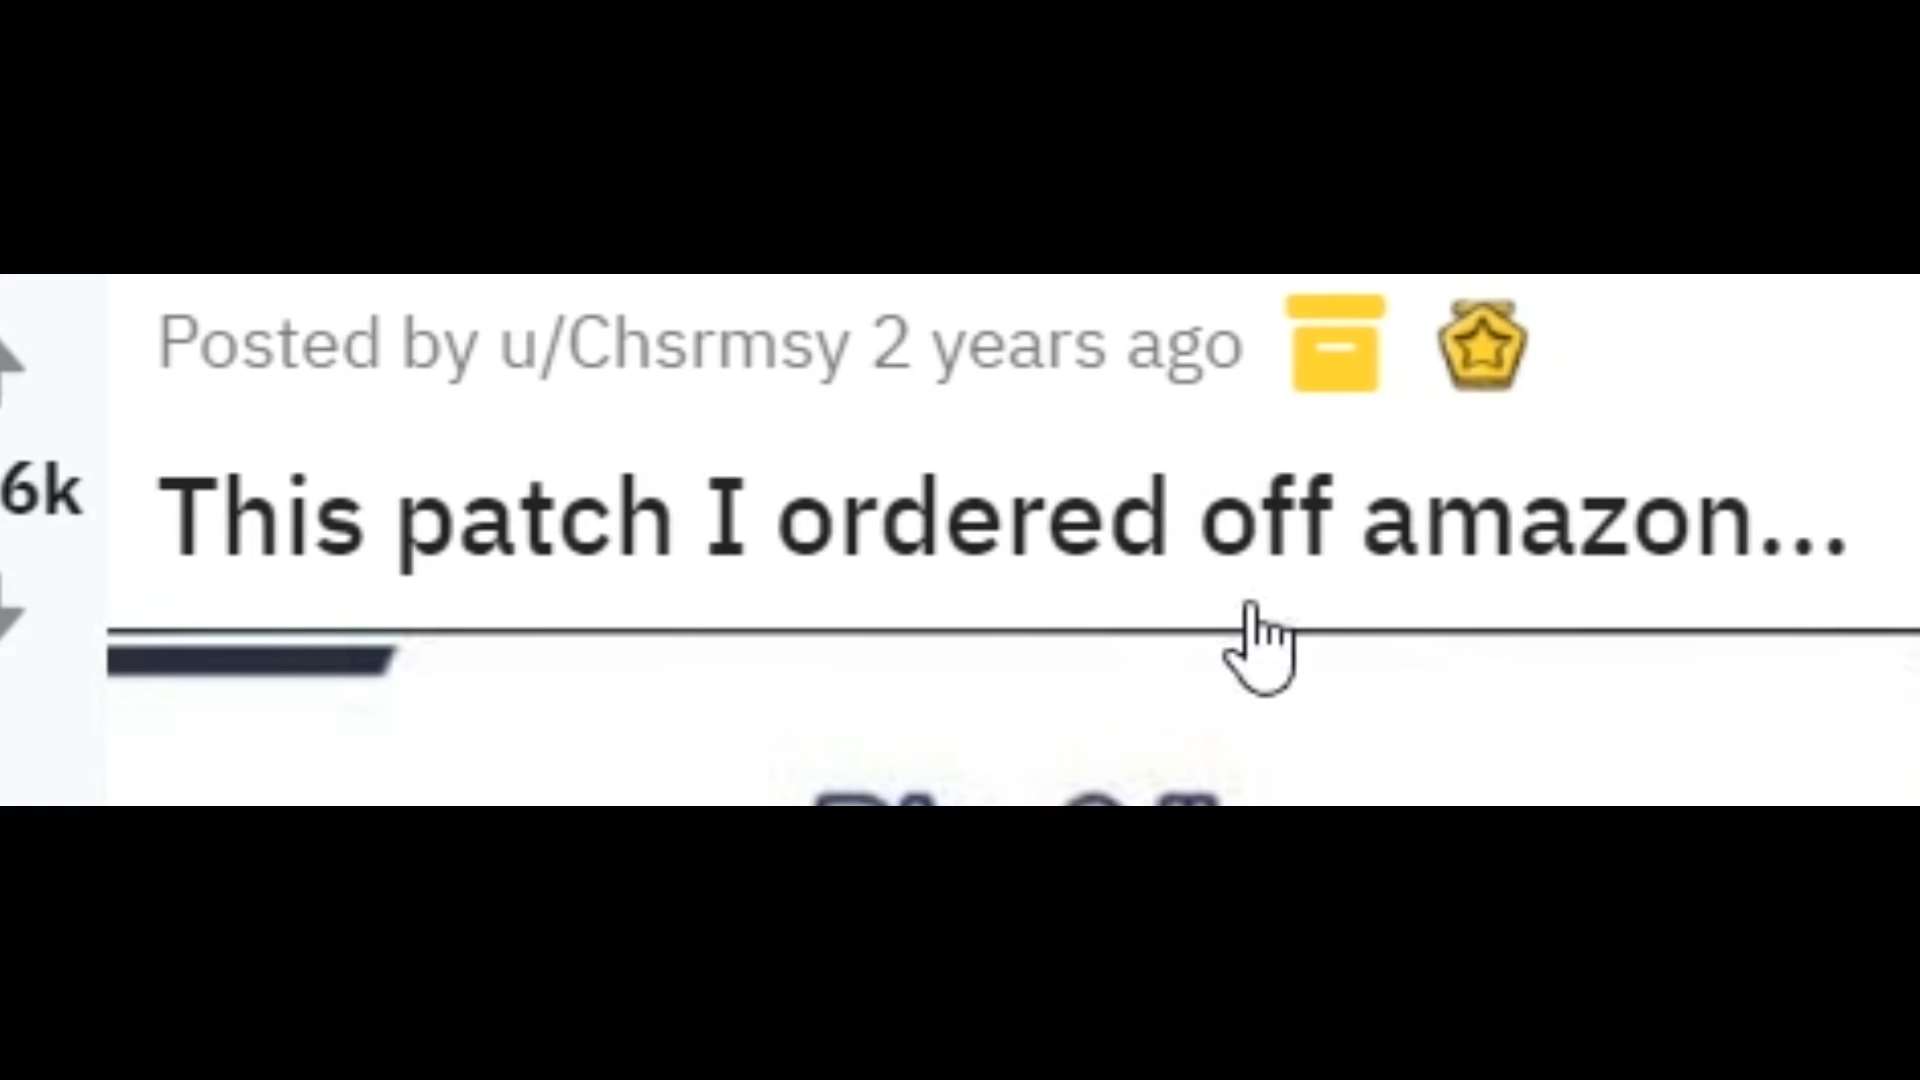 Posted by u/Chsrmsy 2 years ago
6k
This patch I ordered off amazon...